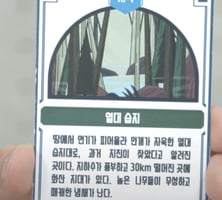 열대 습지
땅에서 연기가 피어올라 안개가 자욱한 열대
습지대로, 과거 지진이 잦았다고 알려진
곳이다. 지하수가 풍부하고 30km 떨어진 곳에
화산 지대가 있다. 높은 나무들이 무성하고
매캐한 냄새가 난다.